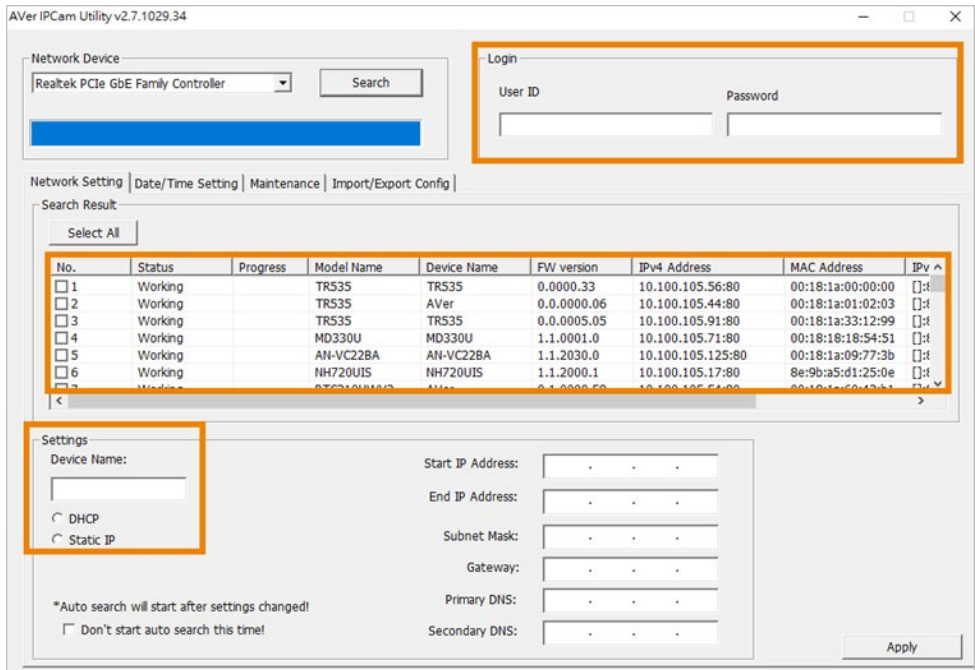 AVer IPCam Utility v2.7.1029.34
Network Device
Realtek PCIe GbE Family Controller
Search
Login
User ID
Password
Network Setting Date/Time Setting Maintenance Import/Export Config
Search Result
Select All
No. Status Progress Model Name Device Name FW version IPv4 Address MAC Address IPv
1 Working TR535 TR535 0.0.0000.33 10.100.105.56:80 00:18:1a:00:00:00
2 Working TR535 AVer 0.0.0000.06 10.100.105.44:80 00:18:1a:01:02:03
3 Working TR535 TR535 0.0.0005.05 10.100.105.91:80 00:18:1a:33:12:99
4 Working MD330U MD330U 1.1.0001.0 10.100.105.71:80 00:18:18:18:54:51
5 Working AN-VC22BA AN-VC22BA 1.1.2030.0 10.100.105.125:80 00:18:1a:09:77:3b
6 Working NH720UIS NH720UIS 1.1.2000.1 10.100.105.17:80 8e:9b:a5:d1:25:0e
Settings
Device Name:
DHCP
Static IP
*Auto search will start after settings changed!
Don't start auto search this time!
Start IP Address:
End IP Address:
Subnet Mask:
Gateway:
Primary DNS:
Secondary DNS:
Apply